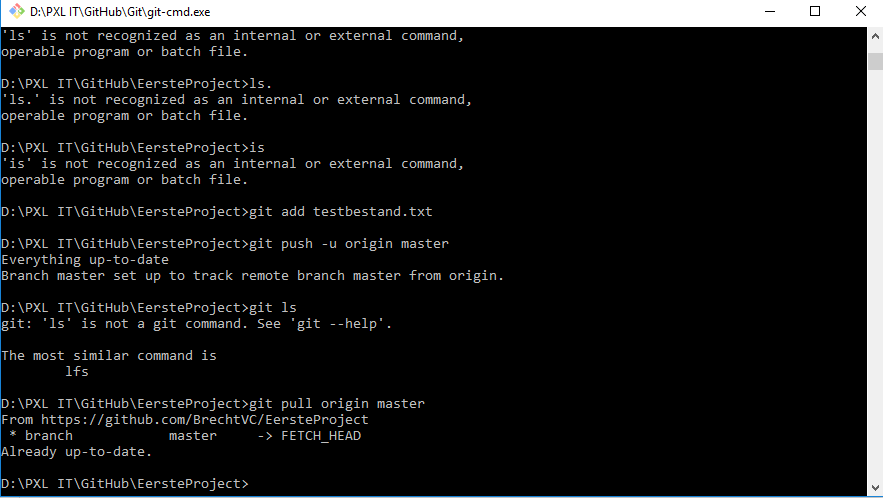 D:\PXL IT\GitHub\Git\git-cmd.exe
'ls' is not recognized as an internal or external command,
operable program or batch file.
D:\PXL IT\GitHub\EersteProject>ls.
'ls.' is not recognized as an internal or external command,
operable program or batch file.
D:\PXL IT\GitHub\EersteProject>is
'is' is not recognized as an internal or external command,
operable program or batch file.
D:\PXL IT\GitHub\EersteProject>git add testbestand.txt
D:\PXL IT\GitHub\EersteProject>git push -u origin master
Everything up-to-date
Branch master set up to track remote branch master from origin.
D:\PXL IT\GitHub\EersteProject>git ls
git: 'ls' is not a git command. See 'git --help'.
The most similar command is
        lfs
D:\PXL IT\GitHub\EersteProject>git pull origin master
From https://github.com/BrechtVC/EersteProject
 * branch            master     -> FETCH_HEAD
Already up-to-date.
D:\PXL IT\GitHub\EersteProject>